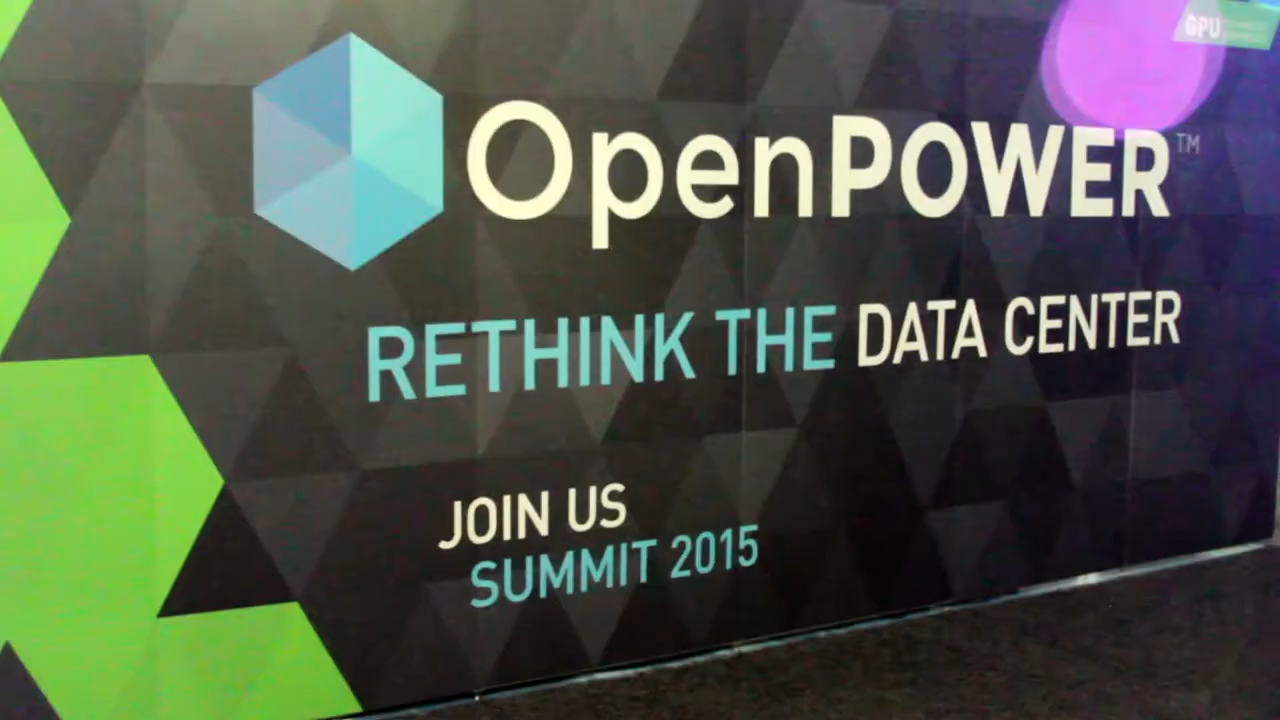 GPU
OpenPOWER™
RETHINK THE DATA CENTER
JOIN US
SUMMIT 2015